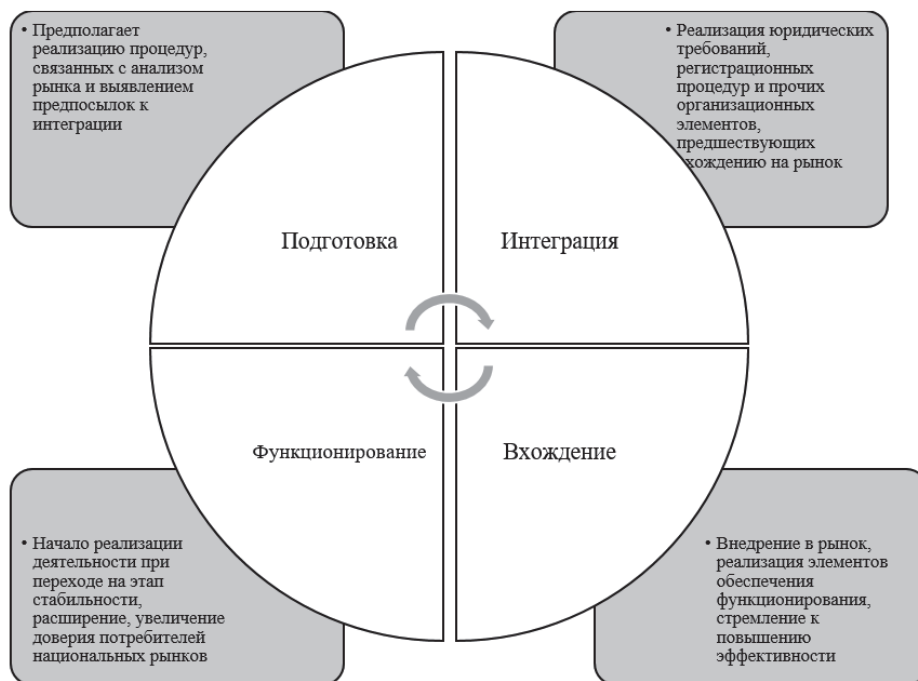 • Предполагает
реализацию процедур,
связанных с анализом
рынка и выявлением
предпосылок к
интеграции
• Реализация юридических
требований,
регистрационных
процедур и прочих
организационных
элементов,
предшествующих
вхождению на рынок
Подготовка
Интеграция
Функционирование
Вхождение
• Начало реализации
деятельности при
переходе на этап
стабильности,
расширение, увеличение
доверия потребителей
национальных рынков
• Внедрение в рынок,
реализация элементов
обеспечения
функционирования,
стремление к
повышению
эффективности